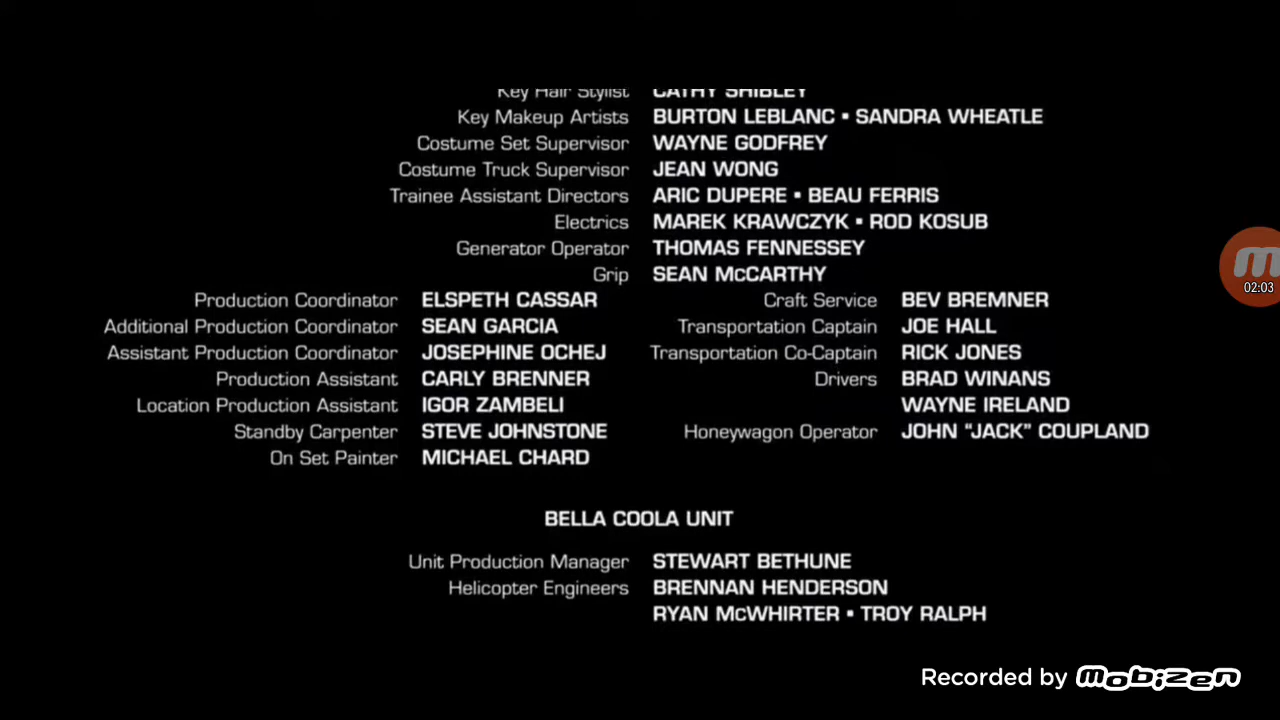 Key Hair Stylist CATHY SHIBLEY
Key Makeup Artists BURTON LEBLANC ▪ SANDRA WHEATLE
Costume Set Supervisor WAYNE GODFREY
Costume Truck Supervisor JEAN WONG
Trainee Assistant Directors ARIC DUPERE ▪ BEAU FERRIS
Electrics MAREK KRAWCZYK ▪ ROD KOSUB
Generator Operator THOMAS FENNESSEY
Grip SEAN McCARTHY
Production Coordinator ELSPETH CASSAR Craft Service BEV BREMNER
Additional Production Coordinator SEAN GARCIA Transportation Captain JOE HALL
Assistant Production Coordinator JOSEPHINE OCHEJ Transportation Co-Captain RICK JONES
Production Assistant CARLY BRENNER Drivers BRAD WINANS
Location Production Assistant IGOR ZAMBELI WAYNE IRELAND
Standby Carpenter STEVE JOHNSTONE Honeywagon Operator JOHN “JACK” COUPLAND
On Set Painter MICHAEL CHARD
BELLA COOLA UNIT
Unit Production Manager STEWART BETHUNE
Helicopter Engineers BRENNAN HENDERSON
RYAN McWHIRTER ▪ TROY RALPH
02:03
Recorded by mobizen